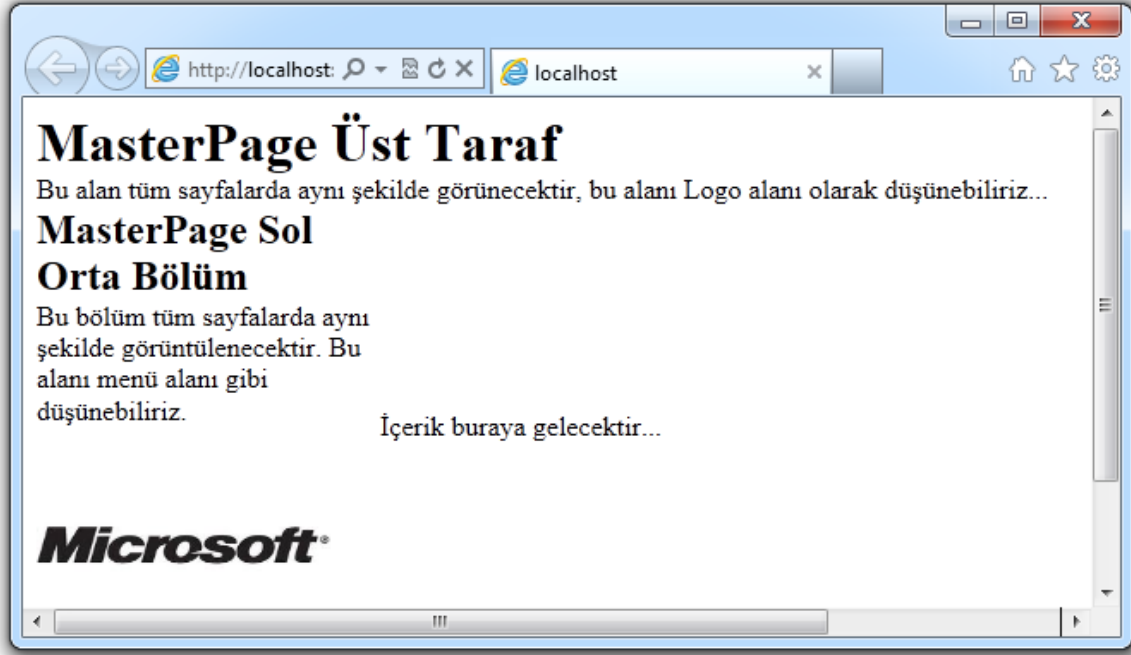 http://localhost:
localhost
MasterPage Üst Taraf
Bu alan tüm sayfalarda aynı şekilde görünecektir, bu alanı Logo alanı olarak düşünebiliriz...
MasterPage Sol
Orta Bölüm
Bu bölüm tüm sayfalarda aynı
şekilde görüntülenecektir. Bu
alanı menü alanı gibi
düşünebiliriz.
İçerik buraya gelecektir...
Microsoft®